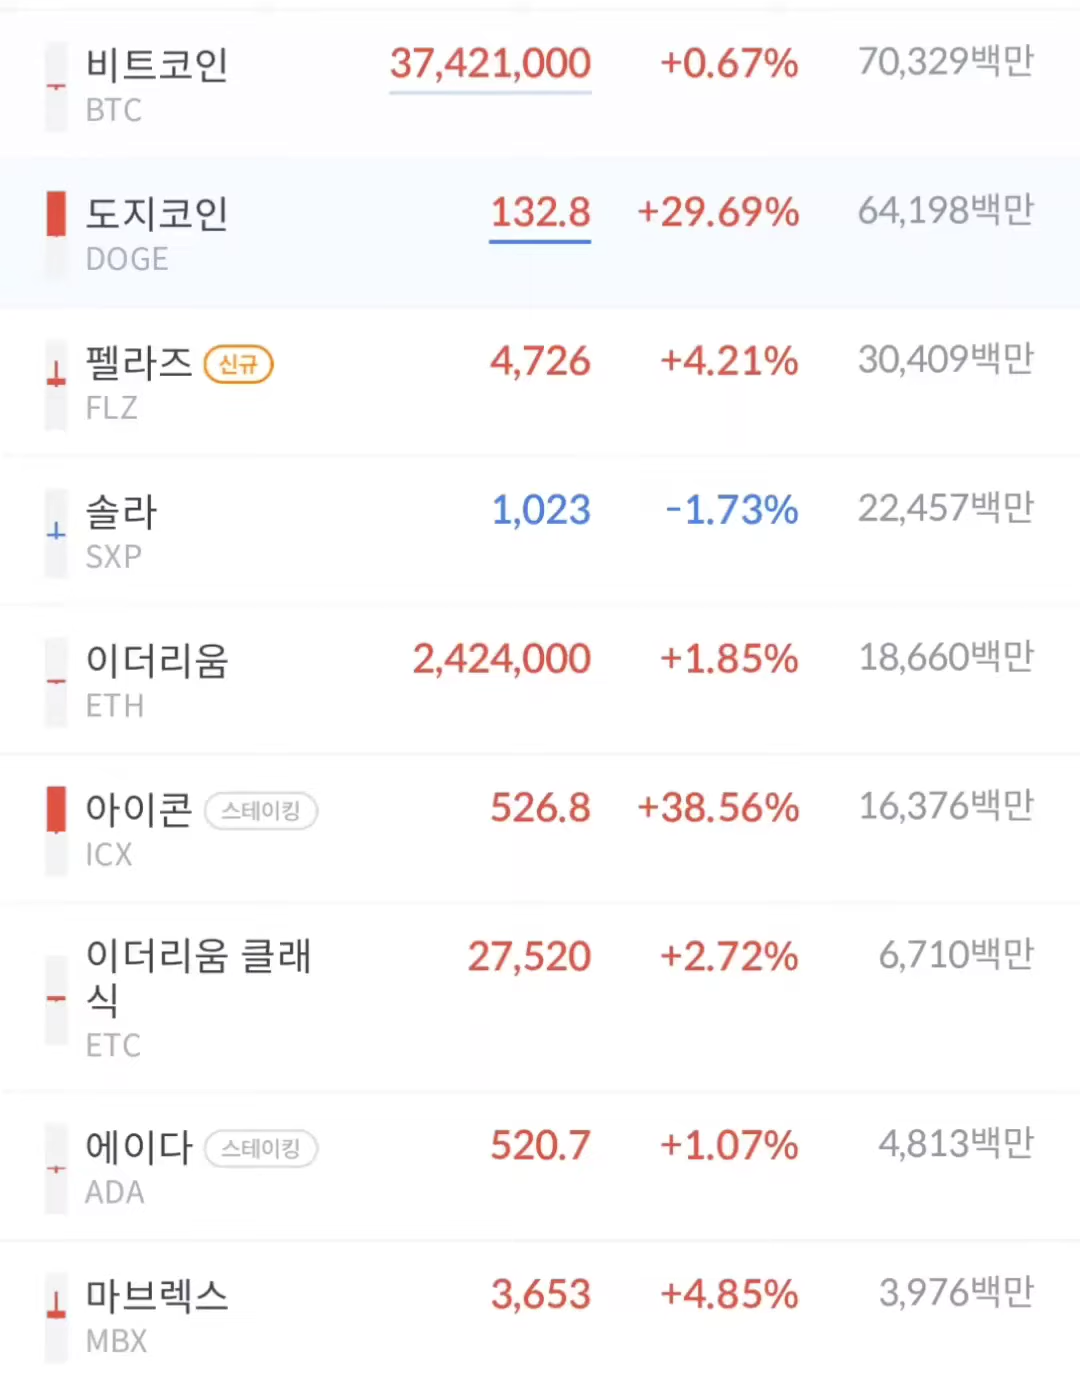 비트코인 37,421,000 +0.67% 70,329백만
BTC
도지코인 132.8 +29.69% 64,198백만
DOGE
펠라즈 신규 4,726 +4.21% 30,409백만
FLZ
솔라 1,023 -1.73% 22,457백만
SXP
이더리움 2,424,000 +1.85% 18,660백만
ETH
아이콘 스테이킹 526.8 +38.56% 16,376백만
ICX
이더리움 클래 27,520 +2.72% 6,710백만
식
ETC
에이다 스테이킹 520.7 +1.07% 4,813백만
ADA
마브렉스 3,653 +4.85% 3,976백만
MBX